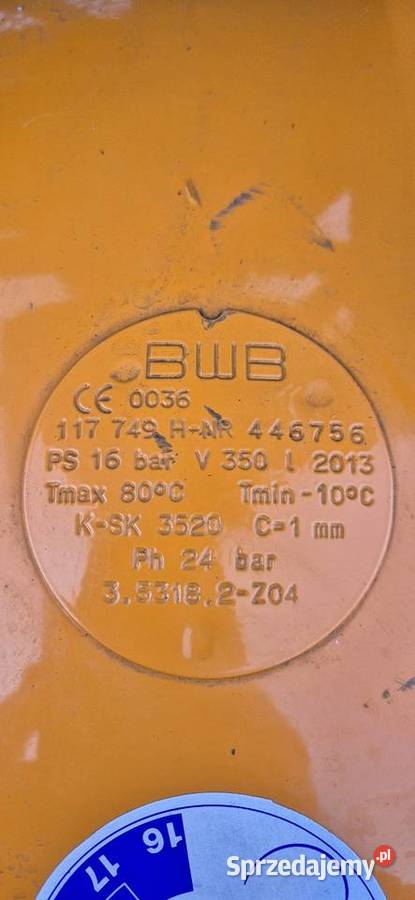 BWB
CE 0036
117 749 H-NR 446756
PS 16 bar V 350 l 2013
Tmax 80°C Tmin -10°C
K-SK 3520 C=1 mm
Ph 24 bar
3.5318.2-Z04
16
17
Sprzedajemy.pl